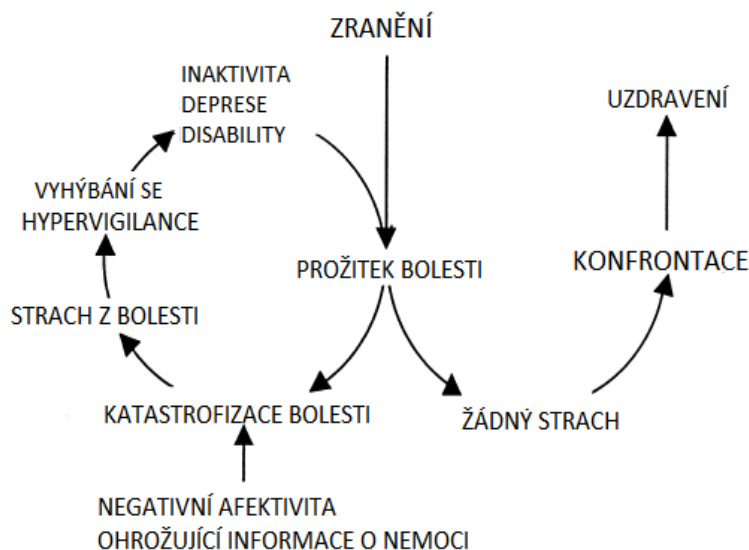 ZRANĚNÍ
INAKTIVITA
DEPRESE
DISABILITY
UZDRAVENÍ
VYHÝBÁNÍ SE
HYPERVIGILANCE
PROŽITEK BOLESTI
KONFRONTACE
STRACH Z BOLESTI
KATASTROFIZACE BOLESTI
ŽÁDNÝ STRACH
NEGATIVNÍ AFEKTIVITA
OHROŽUJÍCÍ INFORMACE O NEMOCI